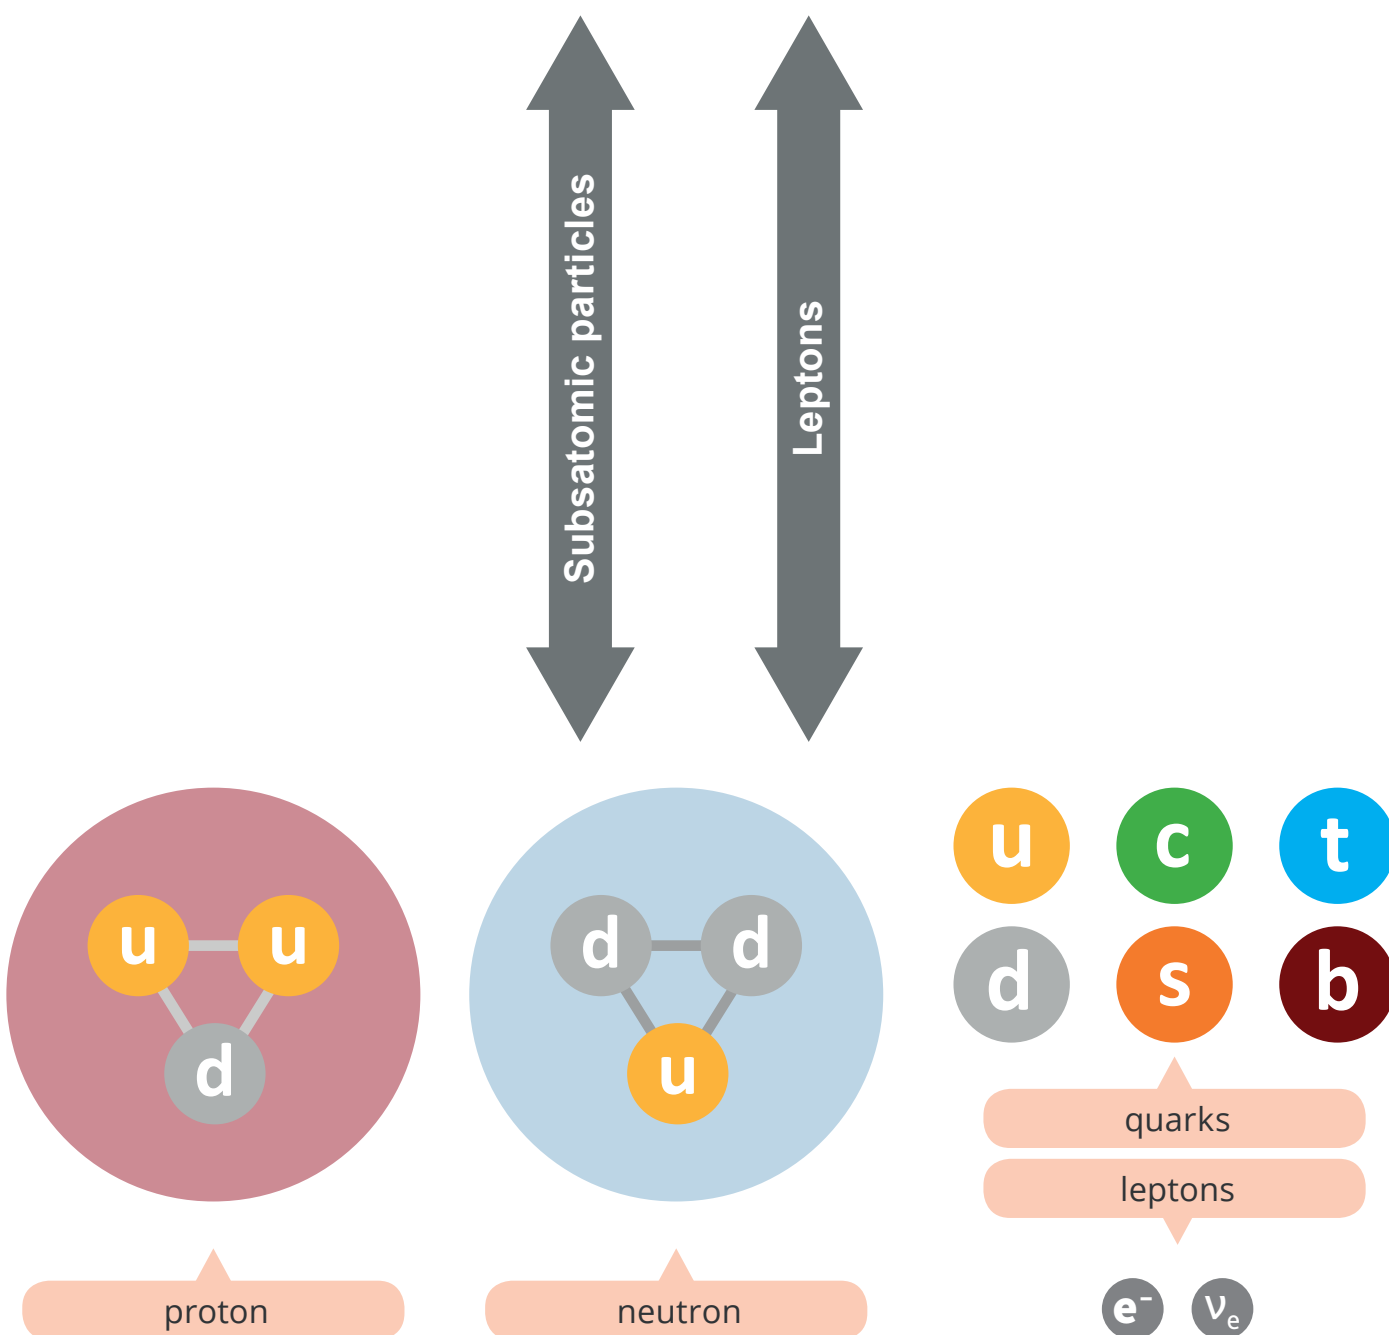 Subsatomic particles
Leptons
u u
d
d d
u
u c t
d s b
quarks
leptons
proton
neutron
e⁻ νₑ